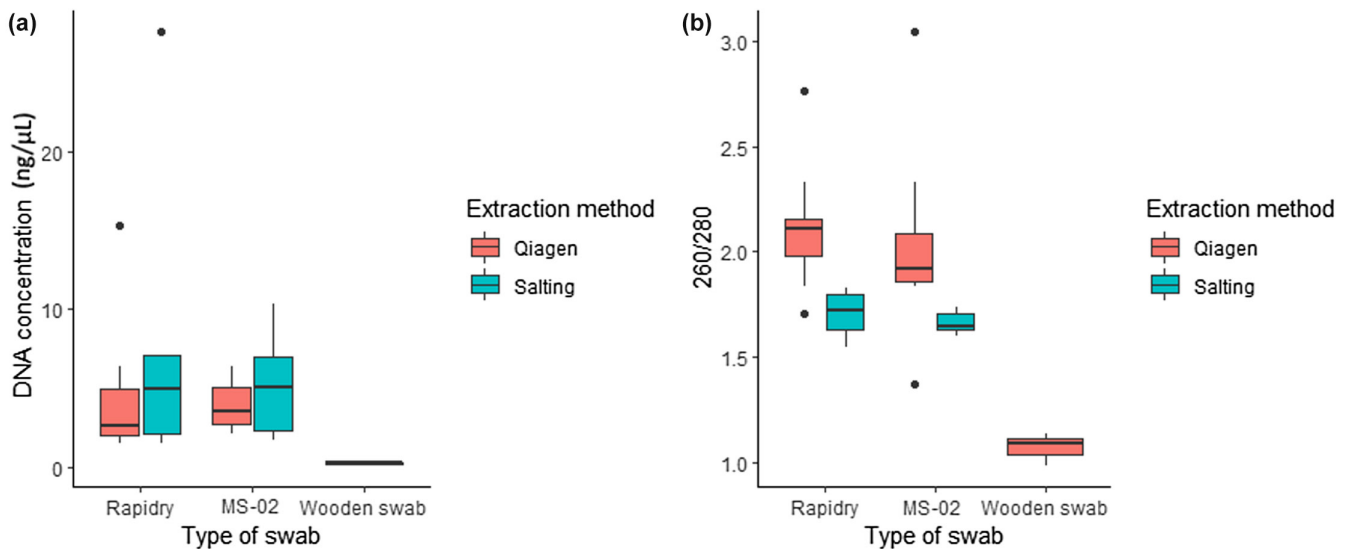 (a)
DNA concentration (ng/μL)
20
10
0
Rapidry MS-02 Wooden swab
Type of swab
Extraction method
Qiagen
Salting
(b)
260/280
3.0
2.5
2.0
1.5
1.0
Rapidry MS-02 Wooden swab
Type of swab
Extraction method
Qiagen
Salting